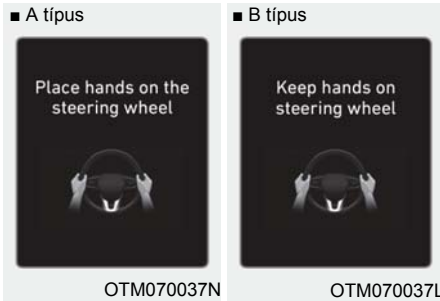 ■ A típus
Place hands on the
steering wheel
OTM070037N
■ B típus
Keep hands on
steering wheel
OTM070037L